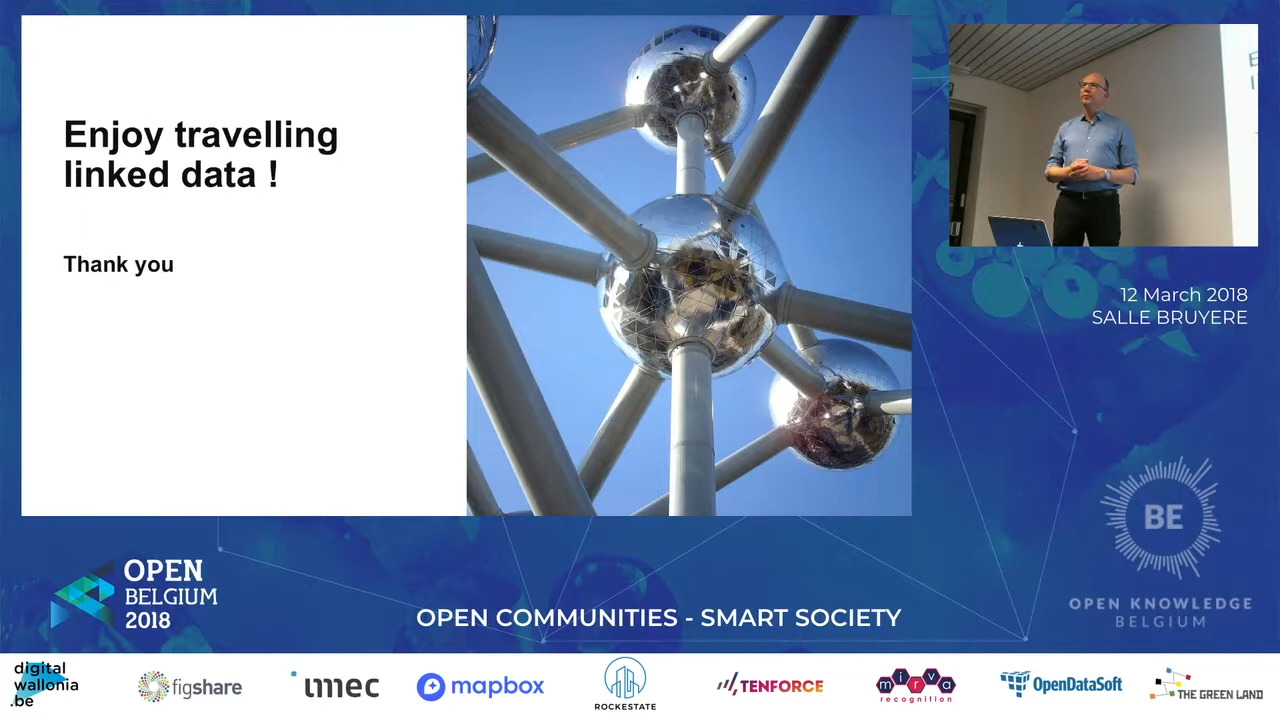 Enjoy travelling
linked data !
Thank you
12 March 2018
SALLE BRUYERE
BE
OPEN KNOWLEDGE
BELGIUM
OPEN
BELGIUM
2018
OPEN COMMUNITIES - SMART SOCIETY
digital
wallonia
.be
figshare
imec
mapbox
ROCKESTATE
TENFORCE
mirva
recognition
OpenDataSoft
THE GREEN LAND